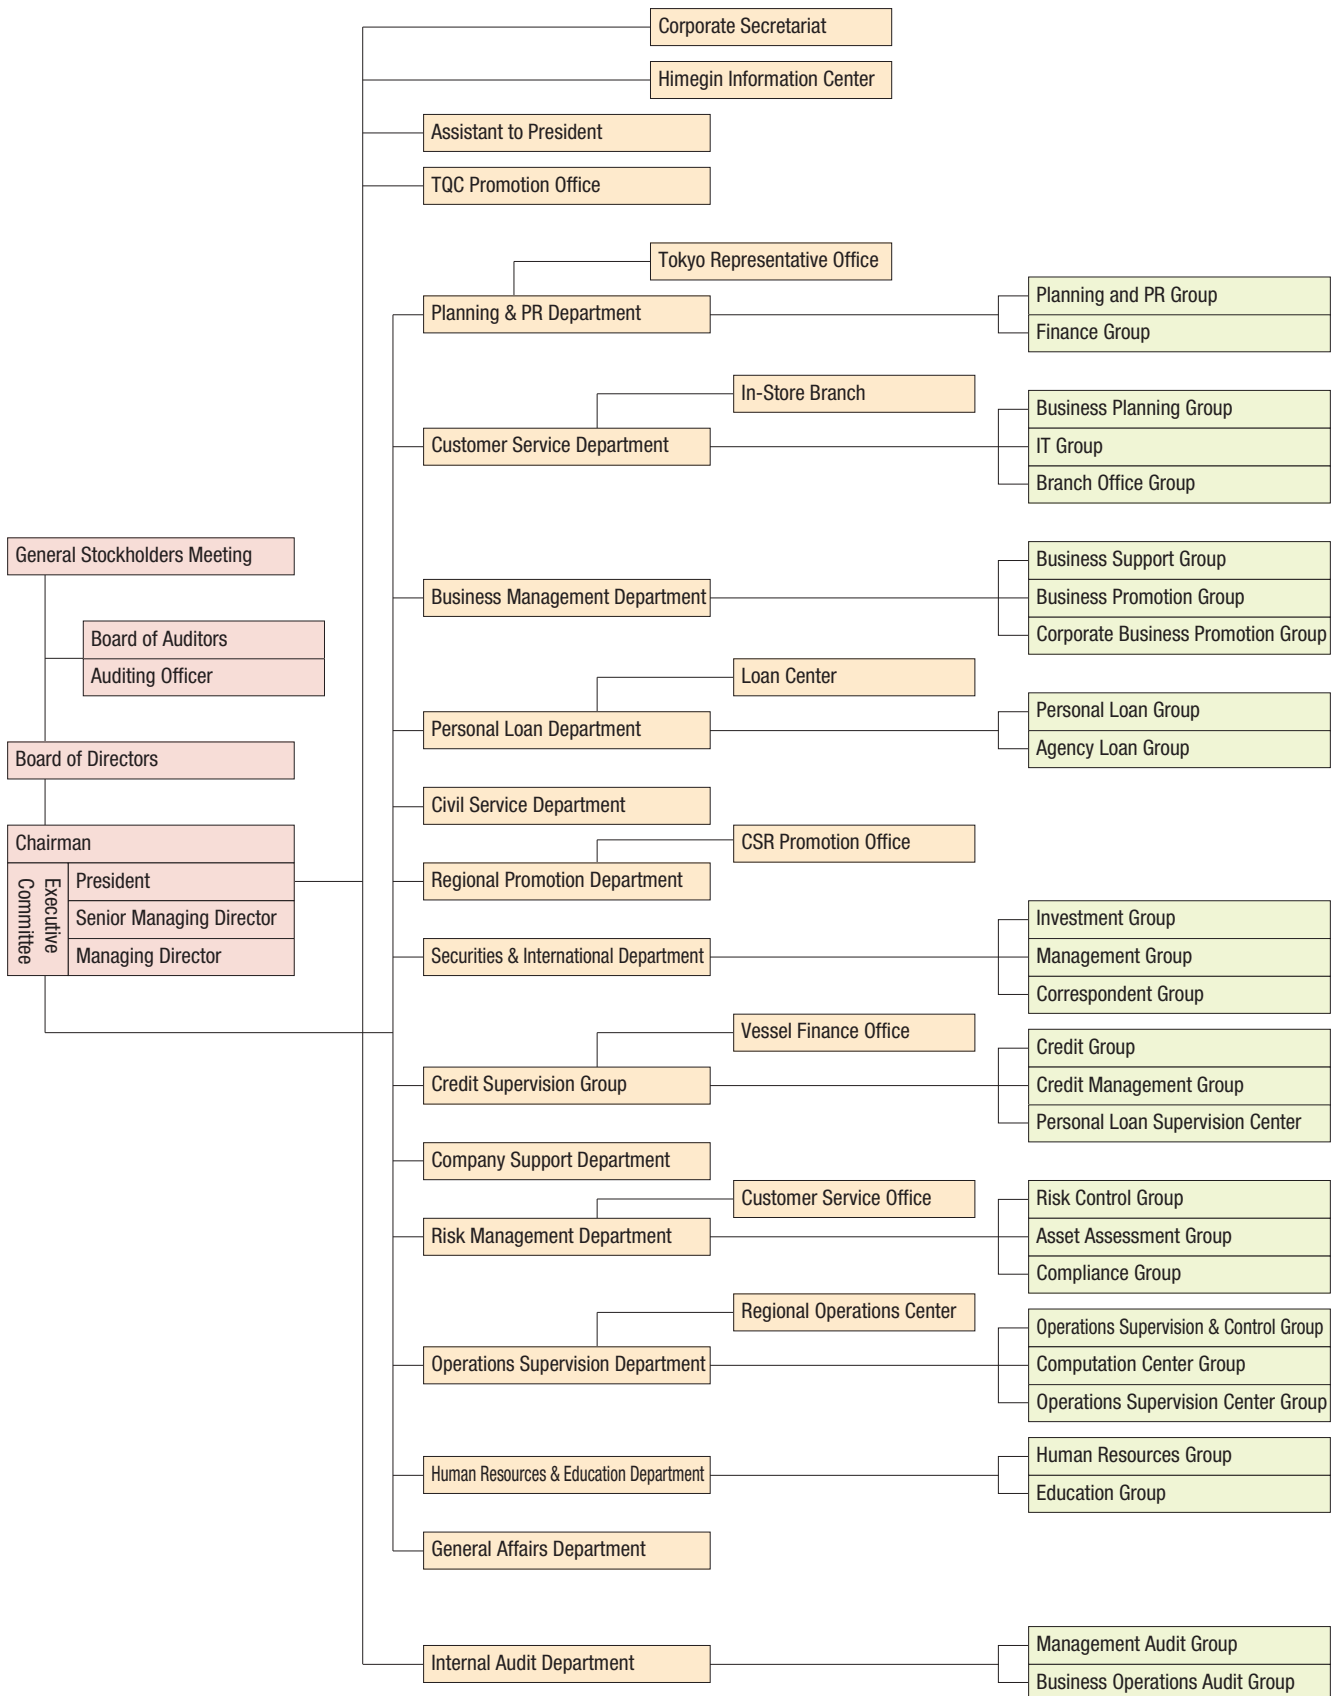 Corporate Secretariat
Himegin Information Center
Assistant to President
TQC Promotion Office
Tokyo Representative Office
Planning & PR Department
Planning and PR Group
Finance Group
In-Store Branch
Customer Service Department
Business Planning Group
IT Group
Branch Office Group
General Stockholders Meeting
Board of Auditors
Auditing Officer
Board of Directors
Chairman
Executive
Committee
President
Senior Managing Director
Managing Director
Business Management Department
Business Support Group
Business Promotion Group
Corporate Business Promotion Group
Loan Center
Personal Loan Department
Personal Loan Group
Agency Loan Group
Civil Service Department
CSR Promotion Office
Regional Promotion Department
Securities & International Department
Investment Group
Management Group
Correspondent Group
Vessel Finance Office
Credit Supervision Group
Credit Group
Credit Management Group
Personal Loan Supervision Center
Company Support Department
Customer Service Office
Risk Management Department
Risk Control Group
Asset Assessment Group
Compliance Group
Regional Operations Center
Operations Supervision Department
Operations Supervision & Control Group
Computation Center Group
Operations Supervision Center Group
Human Resources & Education Department
Human Resources Group
Education Group
General Affairs Department
Internal Audit Department
Management Audit Group
Business Operations Audit Group